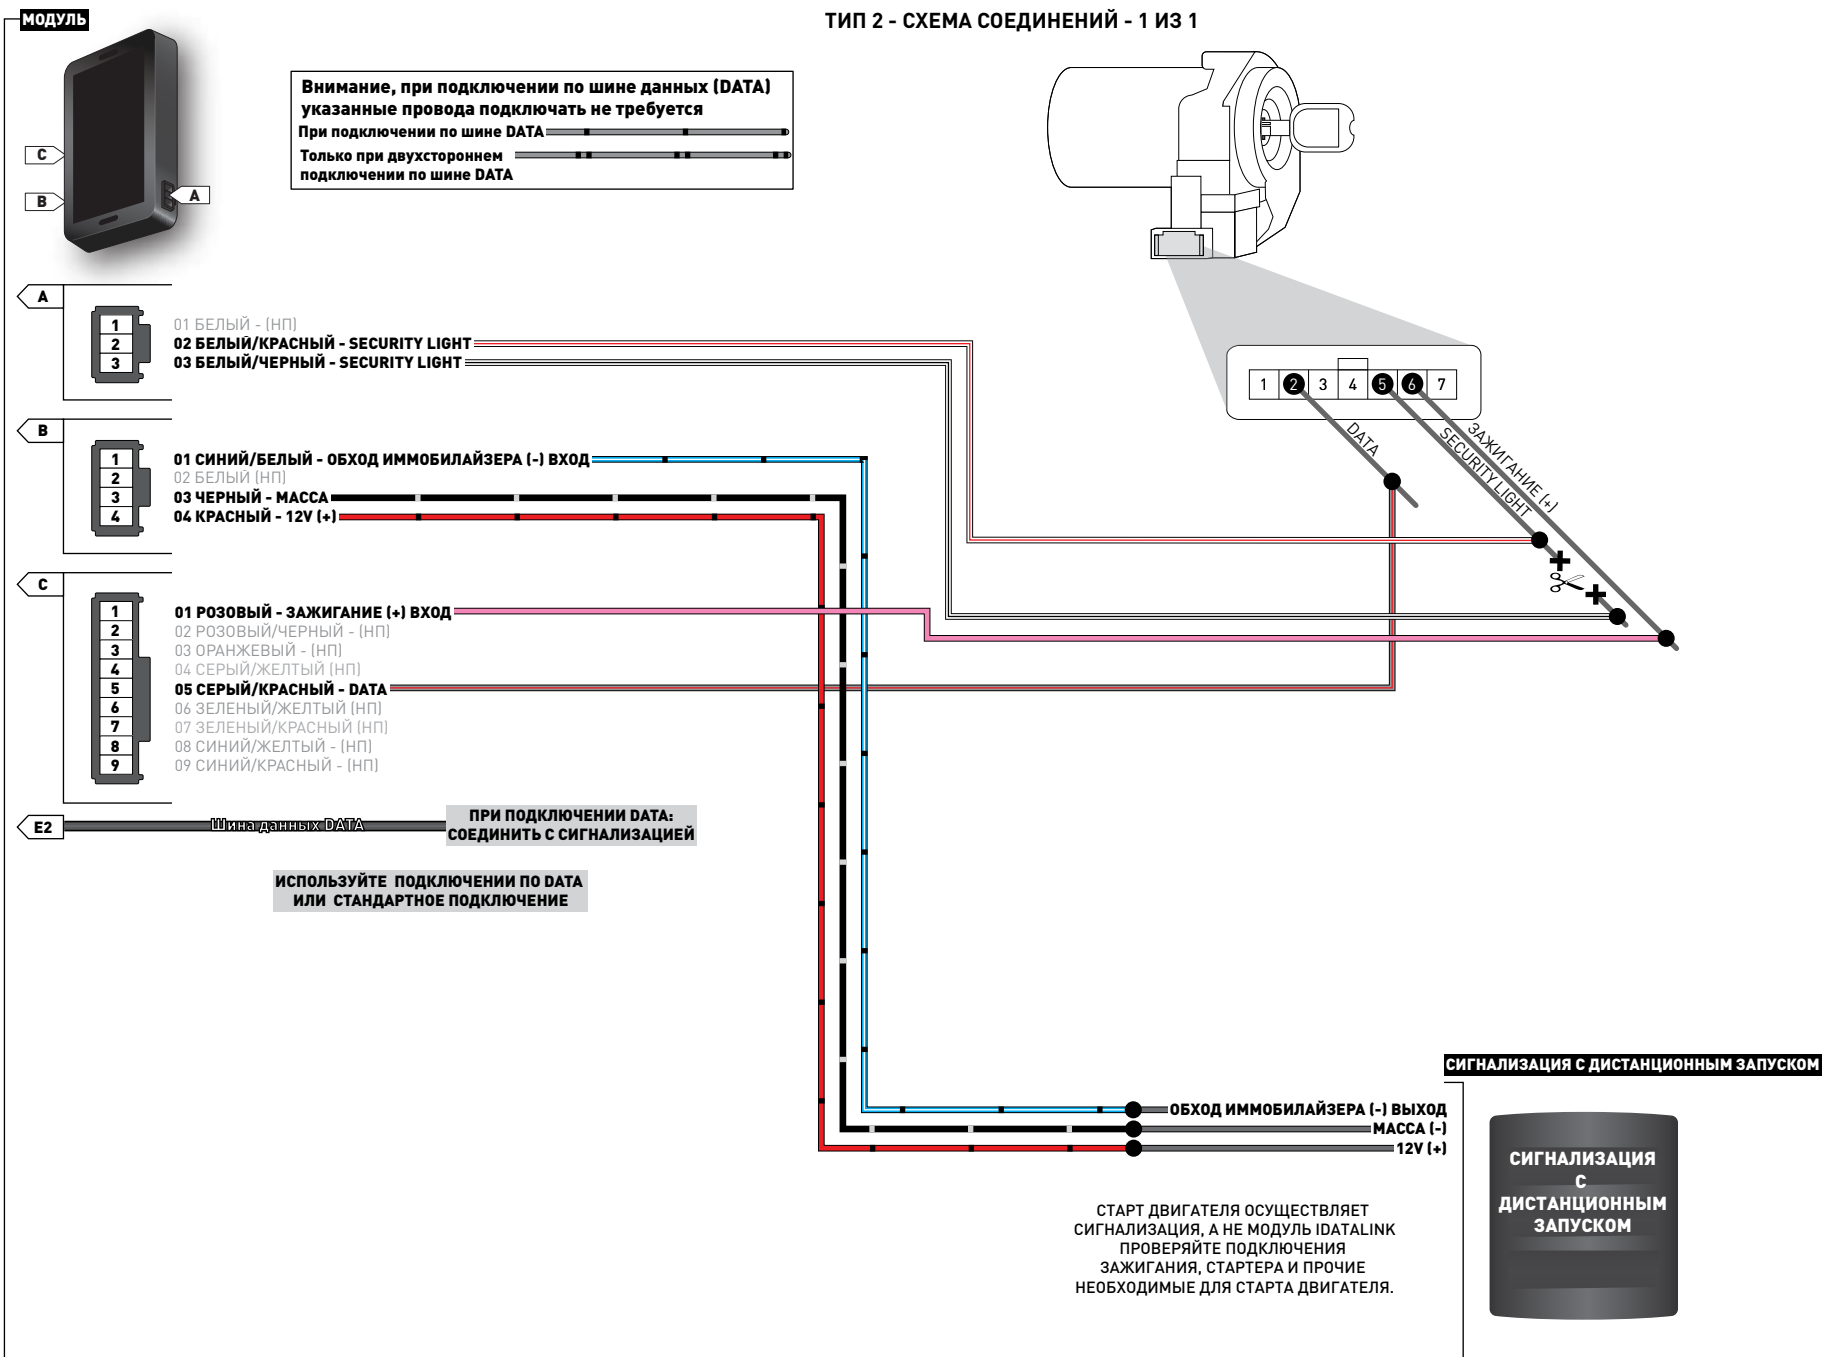 МОДУЛЬ
ТИП 2 - СХЕМА СОЕДИНЕНИЙ - 1 ИЗ 1
Внимание, при подключении по шине данных (DATA)
указанные провода подключать не требуется
При подключении по шине DATA
Только при двухстороннем
подключении по шине DATA
C
B
A
A
1
2
3
01 БЕЛЫЙ - (НП)
02 БЕЛЫЙ/КРАСНЫЙ - SECURITY LIGHT
03 БЕЛЫЙ/ЧЕРНЫЙ - SECURITY LIGHT
1 2 3 4 5 6 7
DATA
SECURITY LIGHT
ЗАЖИГАНИЕ (+)
B
1
2
3
4
01 СИНИЙ/БЕЛЫЙ - ОБХОД ИММОБИЛАЙЗЕРА (-) ВХОД
02 БЕЛЫЙ (НП)
03 ЧЕРНЫЙ - МАССА
04 КРАСНЫЙ - 12V (+)
C
1
2
3
4
5
6
7
8
9
01 РОЗОВЫЙ - ЗАЖИГАНИЕ (+) ВХОД
02 РОЗОВЫЙ/ЧЕРНЫЙ - (НП)
03 ОРАНЖЕВЫЙ - (НП)
04 СЕРЫЙ/ЖЕЛТЫЙ (НП)
05 СЕРЫЙ/КРАСНЫЙ - DATA
06 ЗЕЛЕНЫЙ/ЖЕЛТЫЙ (НП)
07 ЗЕЛЕНЫЙ/КРАСНЫЙ (НП)
08 СИНИЙ/ЖЕЛТЫЙ - (НП)
09 СИНИЙ/КРАСНЫЙ - (НП)
E2
Шина данных DATA
ПРИ ПОДКЛЮЧЕНИИ DATA:
СОЕДИНИТЬ С СИГНАЛИЗАЦИЕЙ
ИСПОЛЬЗУЙТЕ ПОДКЛЮЧЕНИИ ПО DATA
ИЛИ СТАНДАРТНОЕ ПОДКЛЮЧЕНИЕ
СИГНАЛИЗАЦИЯ С ДИСТАНЦИОННЫМ ЗАПУСКОМ
ОБХОД ИММОБИЛАЙЗЕРА (-) ВЫХОД
МАССА (-)
12V (+)
СИГНАЛИЗАЦИЯ
С
ДИСТАНЦИОННЫМ
ЗАПУСКОМ
СТАРТ ДВИГАТЕЛЯ ОСУЩЕСТВЛЯЕТ
СИГНАЛИЗАЦИЯ, А НЕ МОДУЛЬ IDATALINK
ПРОВЕРЯЙТЕ ПОДКЛЮЧЕНИЯ
ЗАЖИГАНИЯ, СТАРТЕРА И ПРОЧИЕ
НЕОБХОДИМЫЕ ДЛЯ СТАРТА ДВИГАТЕЛЯ.